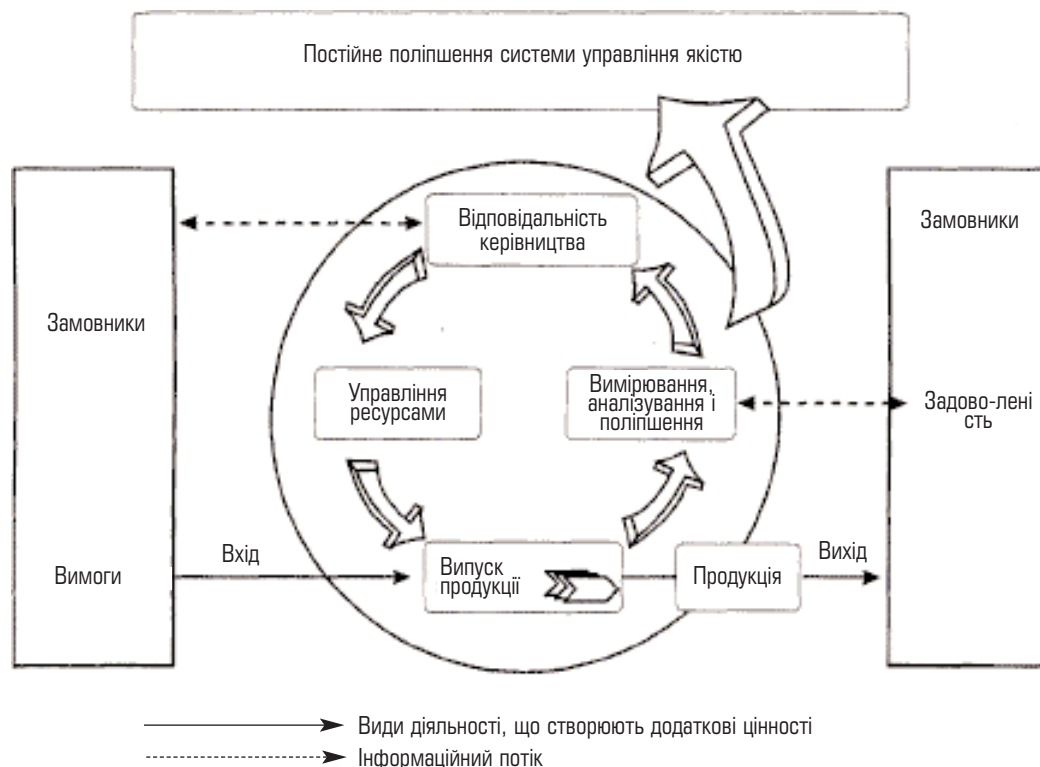 Постійне поліпшення системи управління якістю
Замовники
Вимоги
Вхід
Відповідальність
керівництва
Управління
ресурсами
Вимірювання,
аналізування і
поліпшення
Випуск
продукції
Продукція
Вихід
Замовники
Задово-лені
сть
Види діяльності, що створюють додаткові цінності
Інформаційний потік